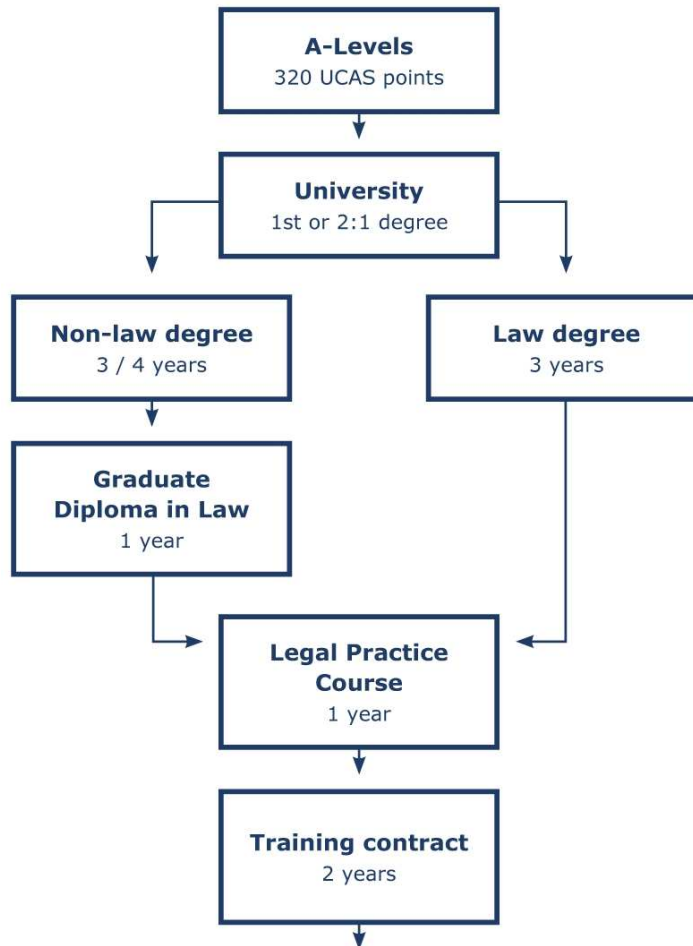 A-Levels
320 UCAS points
University
1st or 2:1 degree
Non-law degree
3 / 4 years
Law degree
3 years
Graduate
Diploma in Law
1 year
Legal Practice
Course
1 year
Training contract
2 years